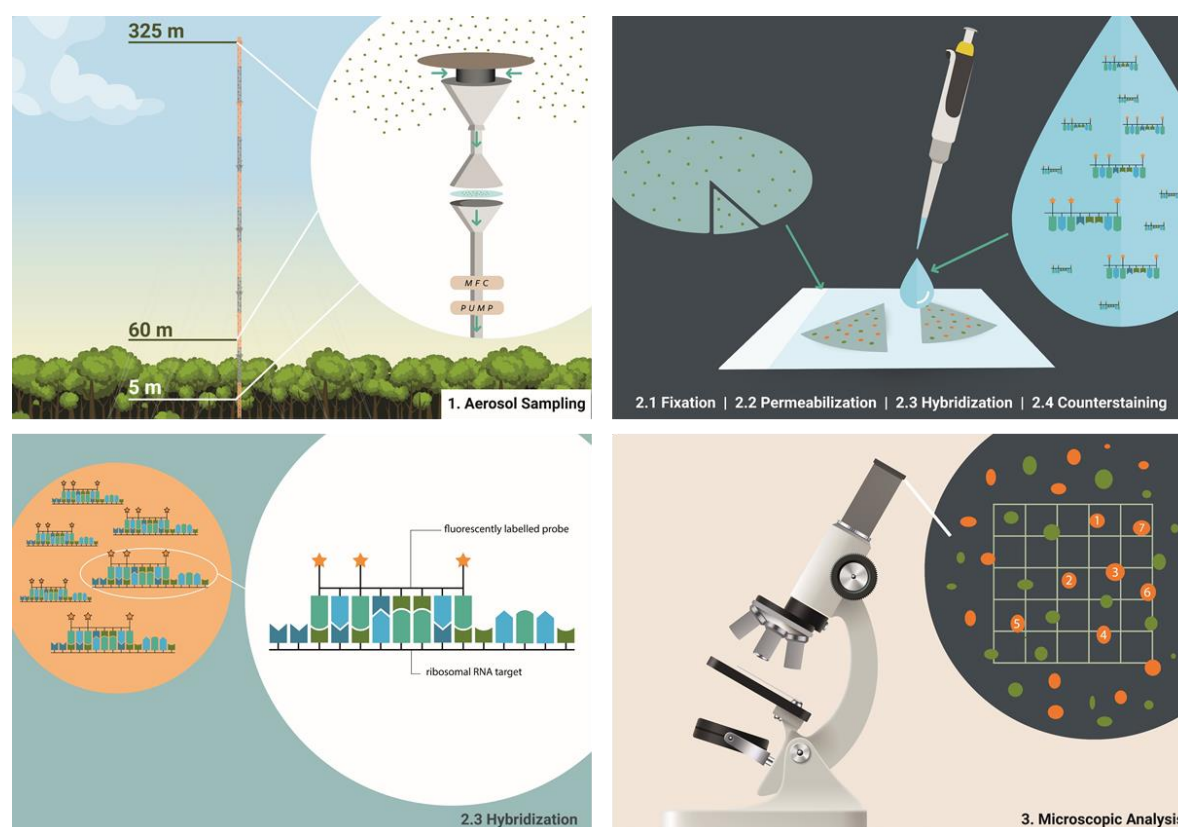 325 m
60 m
5 m
MFC
PUMP
1. Aerosol Sampling
2.1 Fixation | 2.2 Permeabilization | 2.3 Hybridization | 2.4 Counterstaining
fluorescently labelled probe
ribosomal RNA target
2.3 Hybridization
1
7
2
3
6
5
4
3. Microscopic Analysis